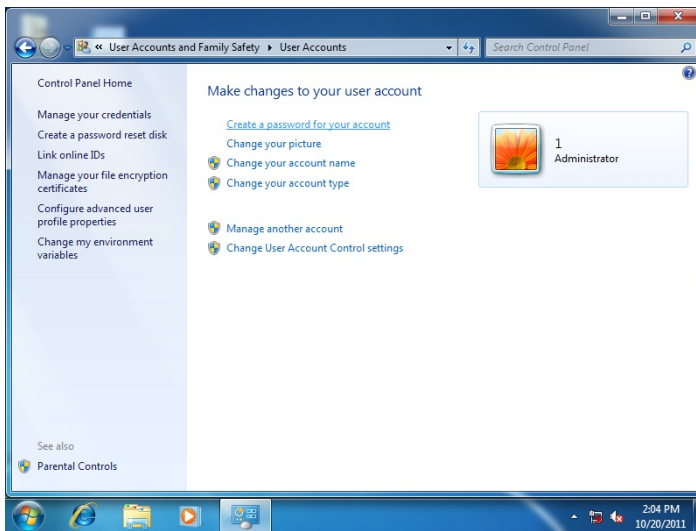 « User Accounts and Family Safety ▸ User Accounts
Search Control Panel
Control Panel Home
Manage your credentials
Create a password reset disk
Link online IDs
Manage your file encryption
certificates
Configure advanced user
profile properties
Change my environment
variables
See also
Parental Controls
Make changes to your user account
Create a password for your account
Change your picture
Change your account name
Change your account type
Manage another account
Change User Account Control settings
1
Administrator
2:04 PM
10/20/2013